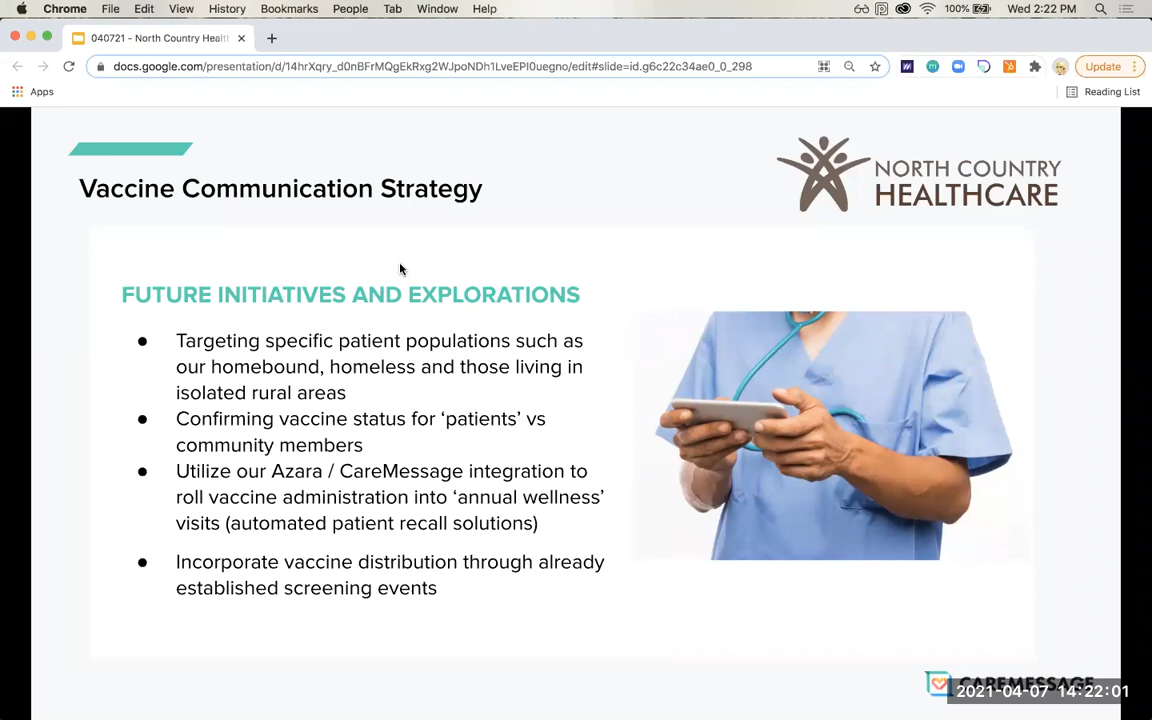 Chrome File Edit View History Bookmarks People Tab Window Help 100% Wed 2:22 PM
040721 - North Country Healt
docs.google.com/presentation/d/14hrXqry_d0nBFrMQgEkRxg2WJpoNDh1LveEPI0uegno/edit#slide=id.g6c22c34ae0_0_298 Update
Apps Reading List
Vaccine Communication Strategy
NORTH COUNTRY
HEALTHCARE
FUTURE INITIATIVES AND EXPLORATIONS
● Targeting specific patient populations such as
our homebound, homeless and those living in
isolated rural areas
● Confirming vaccine status for ‘patients’ vs
community members
● Utilize our Azara / CareMessage integration to
roll vaccine administration into ‘annual wellness’
visits (automated patient recall solutions)
● Incorporate vaccine distribution through already
established screening events
CAREMESSAGE
2021-04-07 14:22:01